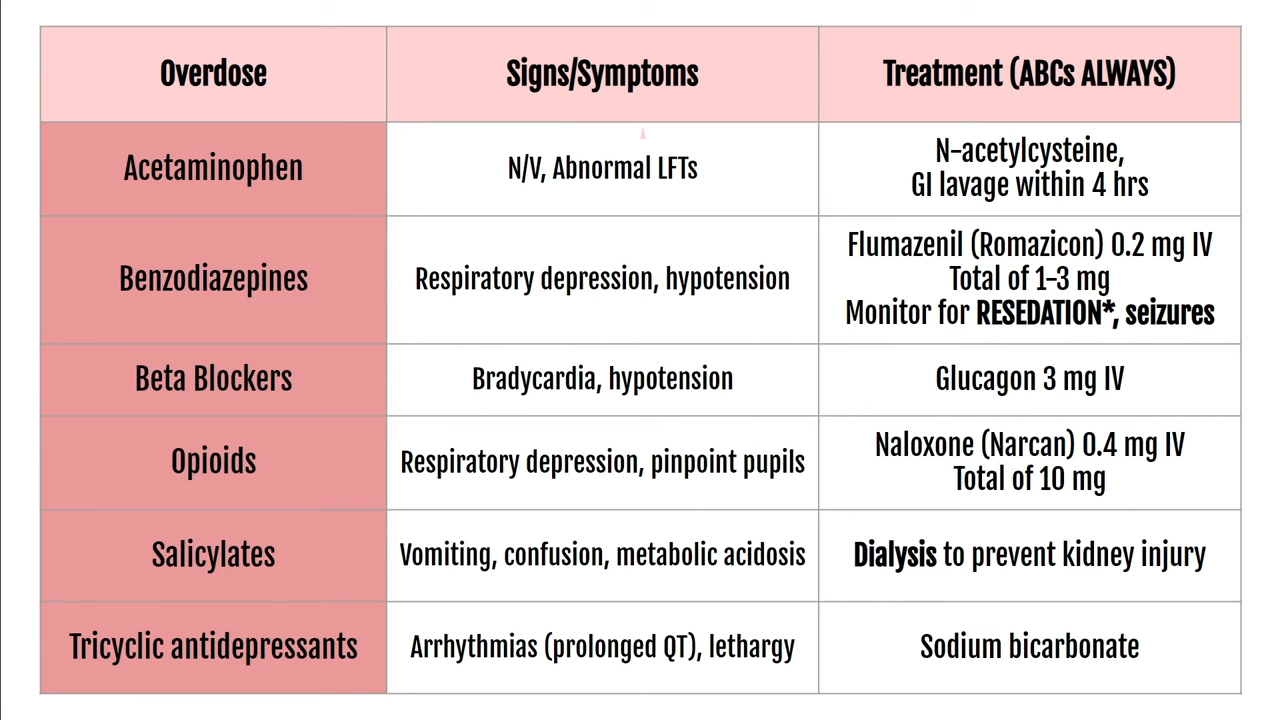 Overdose
Signs/Symptoms
Treatment (ABCs ALWAYS)
Acetaminophen
N/V, Abnormal LFTs
N-acetylcysteine,
GI lavage within 4 hrs
Benzodiazepines
Respiratory depression, hypotension
Flumazenil (Romazicon) 0.2 mg IV
Total of 1-3 mg
Monitor for RESEDATION*, seizures
Beta Blockers
Bradycardia, hypotension
Glucagon 3 mg IV
Opioids
Respiratory depression, pinpoint pupils
Naloxone (Narcan) 0.4 mg IV
Total of 10 mg
Salicylates
Vomiting, confusion, metabolic acidosis
Dialysis to prevent kidney injury
Tricyclic antidepressants
Arrhythmias (prolonged QT), lethargy
Sodium bicarbonate